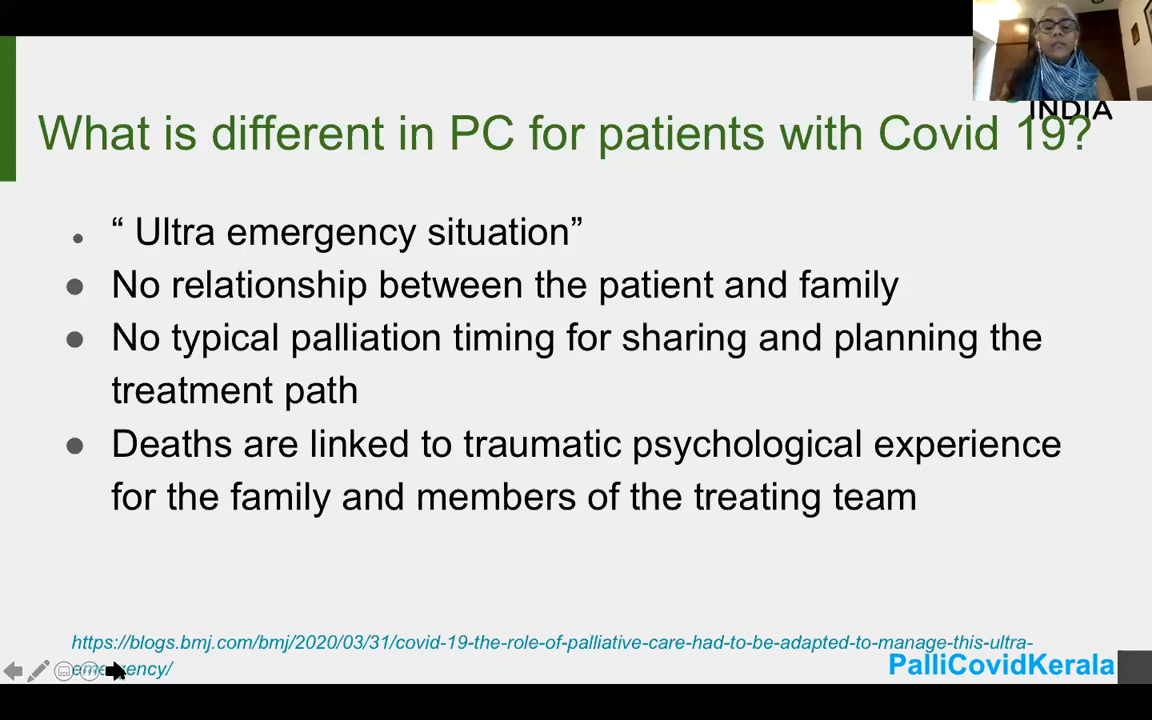 INDIA
What is different in PC for patients with Covid 19?
“ Ultra emergency situation”
No relationship between the patient and family
No typical palliation timing for sharing and planning the
treatment path
Deaths are linked to traumatic psychological experience
for the family and members of the treating team
https://blogs.bmj.com/bmj/2020/03/31/covid-19-the-role-of-palliative-care-had-to-be-adapted-to-manage-this-ultra-
emergency/
PalliCovidKerala